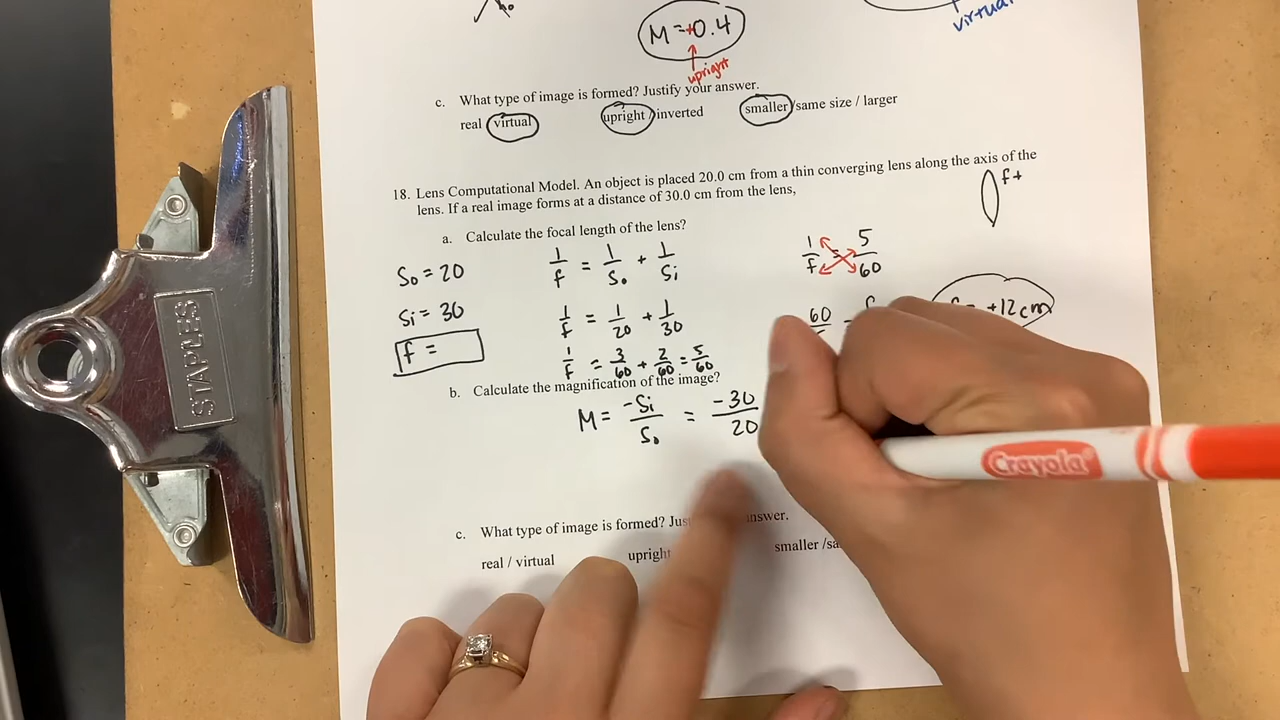 ho
M = +0.4
upright
virtual
c. What type of image is formed? Justify your answer.
real virtual upright / inverted smaller /same size / larger
18. Lens Computational Model. An object is placed 20.0 cm from a thin converging lens along the axis of the
lens. If a real image forms at a distance of 30.0 cm from the lens,
f +
a. Calculate the focal length of the lens?
So = 20
Si = 30
f =
1/f = 1/So + 1/Si
1/f = 1/20 + 1/30
1/f = 3/60 + 2/60 = 5/60
1/f = 5/60
60
+12 cm
b. Calculate the magnification of the image?
M = -Si/So = -30/20
c. What type of image is formed? answer.
real / virtual smaller
STAPLES
Crayola